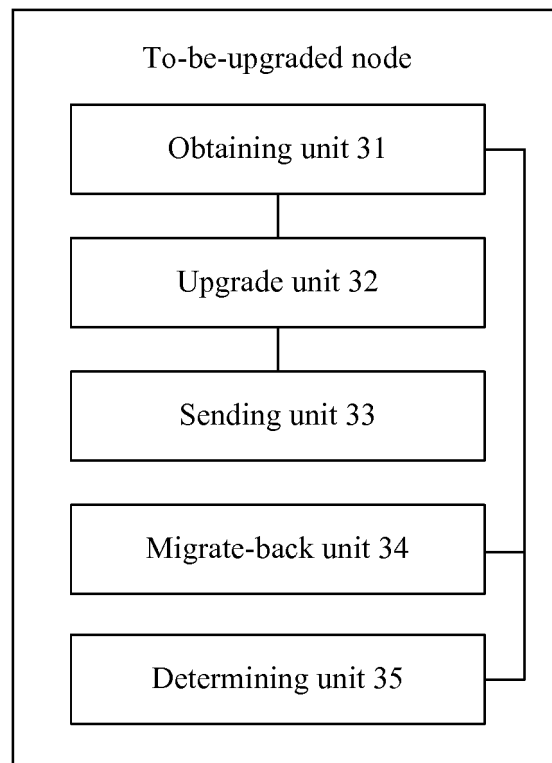 To-be-upgraded node
Obtaining unit 31
Upgrade unit 32
Sending unit 33
Migrate-back unit 34
Determining unit 35